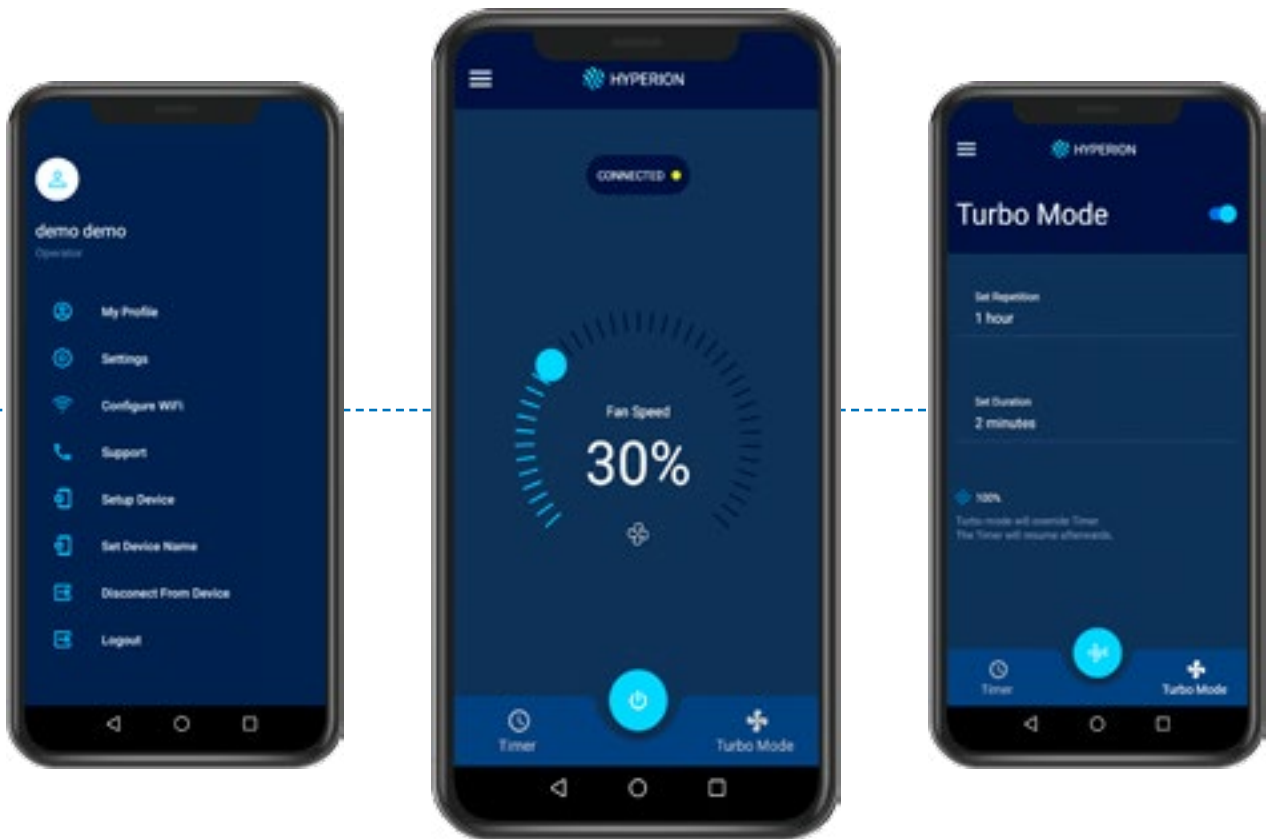 demo demo
Operator
My Profile
Settings
Configure WiFi
Support
Setup Device
Set Device Name
Disconect From Device
Logout
HYPERION
CONNECTED
Fan Speed
30%
Timer
Turbo Mode
HYPERION
Turbo Mode
Set Repetition
1 hour
Set Duration
2 minutes
100%
Turbo mode will override Timer
The Timer will resume afterwards.
Timer
Turbo Mode